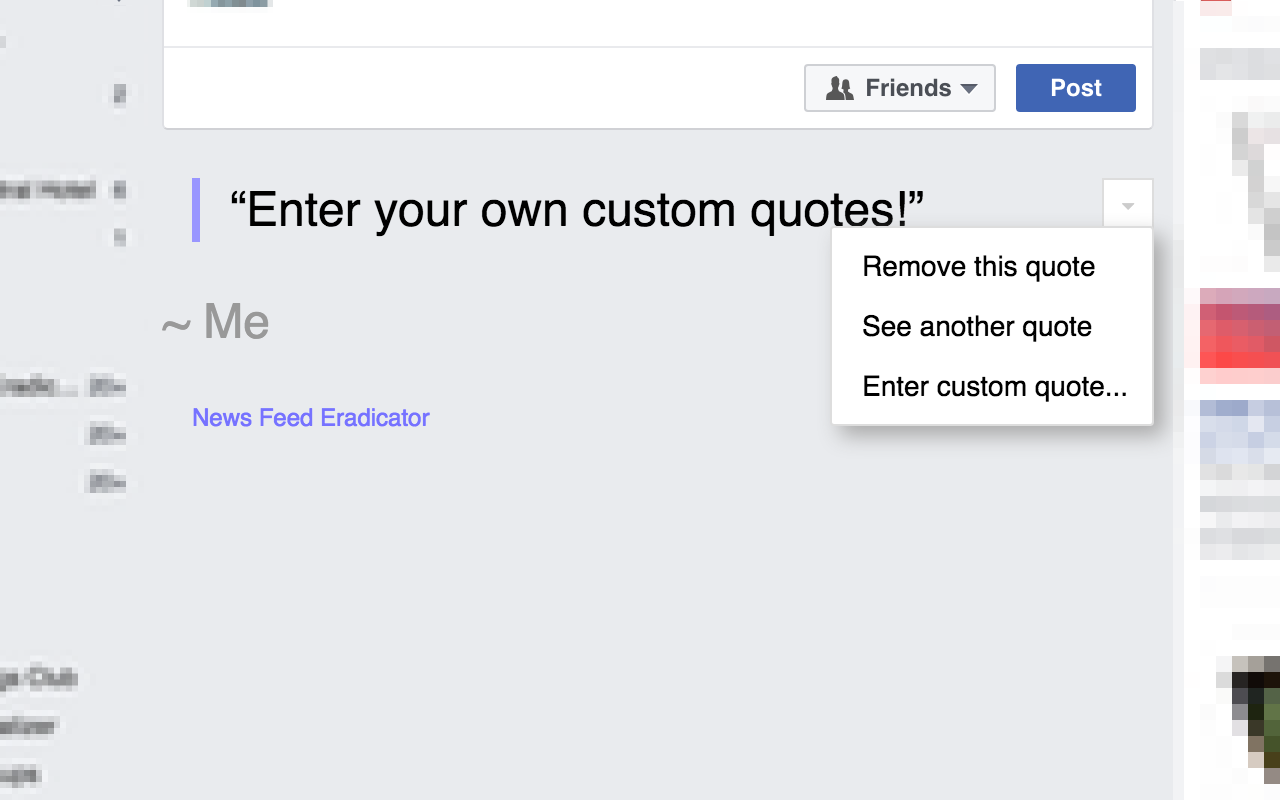 Friends
Post
“Enter your own custom quotes!”
Remove this quote
~ Me
See another quote
Enter custom quote...
News Feed Eradicator